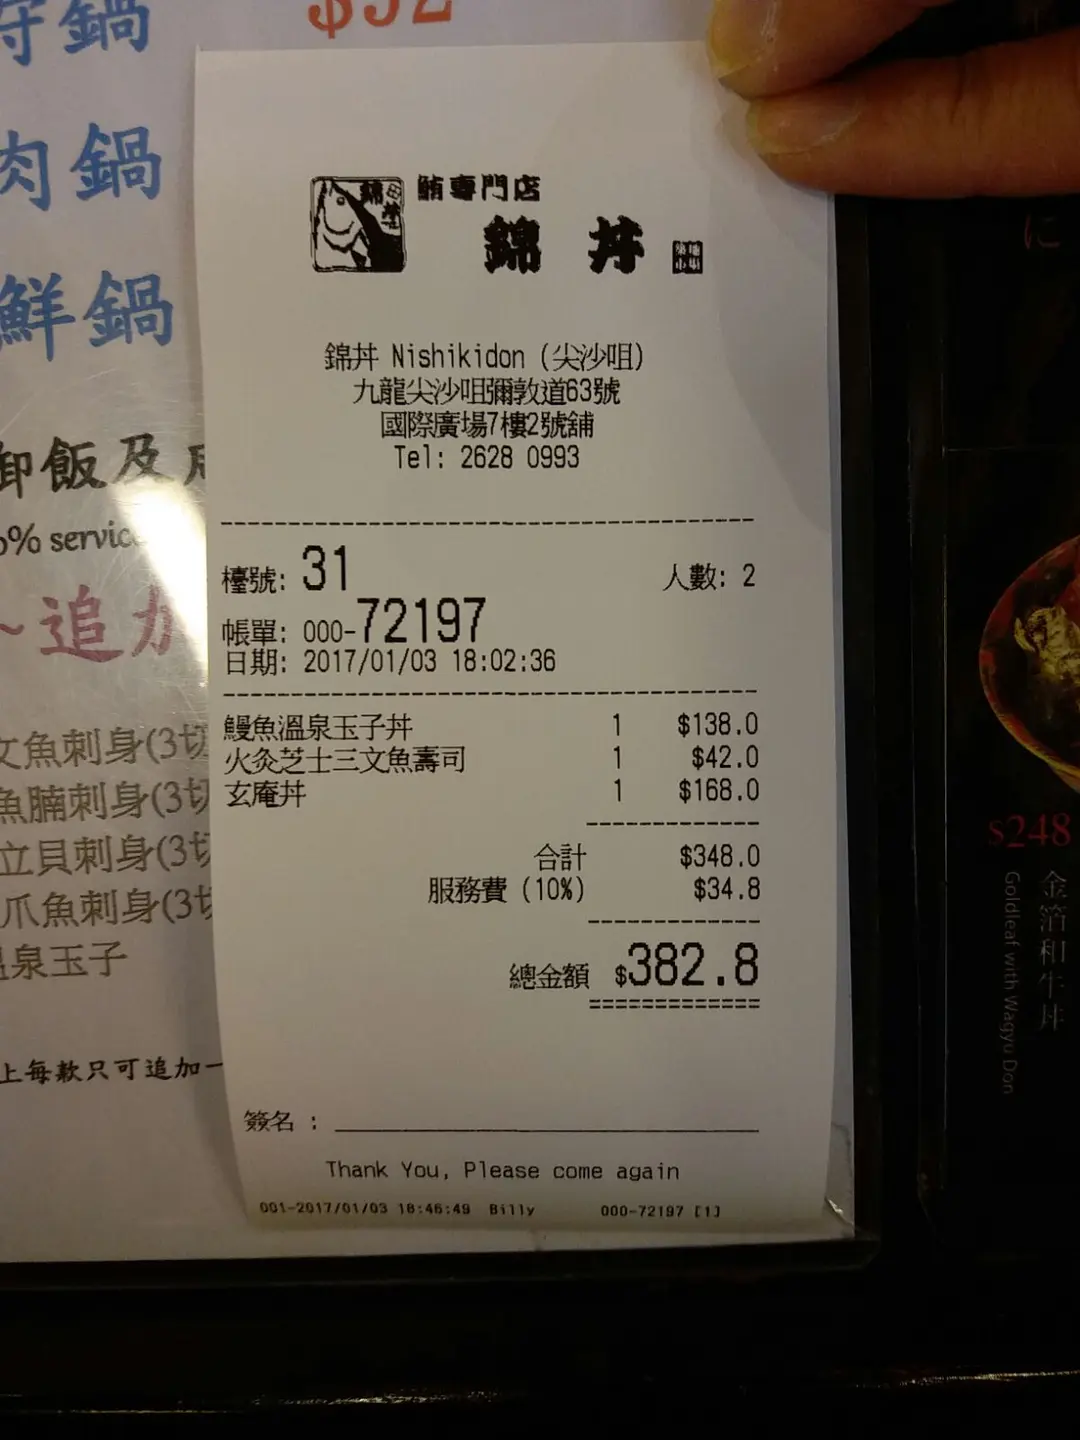 $52
鍋
肉鍋
鮮鍋
御飯及
% service
~追加
文魚刺身(3切
魚腩刺身(3切
立貝刺身(3切
爪魚刺身(3切
溫泉玉子
上每款只可追加一
鮪專門店
錦丼
錦丼 Nishikidon (尖沙咀)
九龍尖沙咀彌敦道63號
國際廣場7樓2號舖
Tel: 2628 0993
檯號: 31 人數: 2
帳單: 000-72197
日期: 2017/01/03 18:02:36
鰻魚溫泉玉子丼 1 $138.0
火灸芝士三文魚壽司 1 $42.0
玄庵丼 1 $168.0
合計 $348.0
服務費 (10%) $34.8
總金額 $382.8
簽名 :
Thank You, Please come again
001-2017/01/03 18:46:49 Billy 000-72197 [1]
に
$248
金箔和牛丼
Goldleaf with Wagyu Don